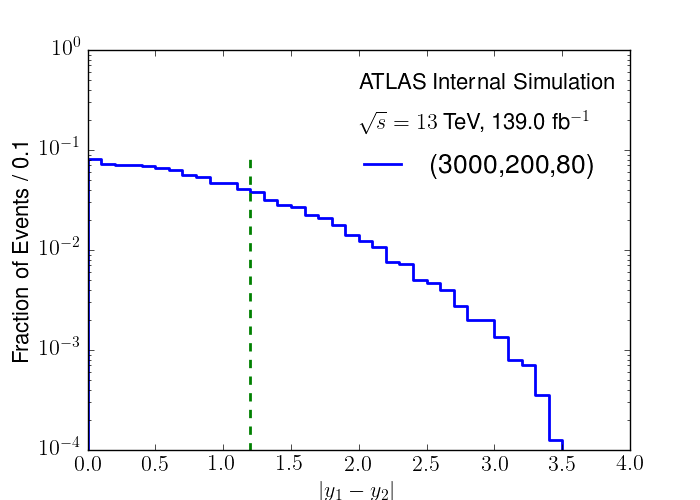 ATLAS Internal Simulation
√s = 13 TeV, 139.0 fb⁻¹
(3000,200,80)
Fraction of Events / 0.1
10⁰
10⁻¹
10⁻²
10⁻³
10⁻⁴
0.0 0.5 1.0 1.5 2.0 2.5 3.0 3.5 4.0
|y₁ − y₂|